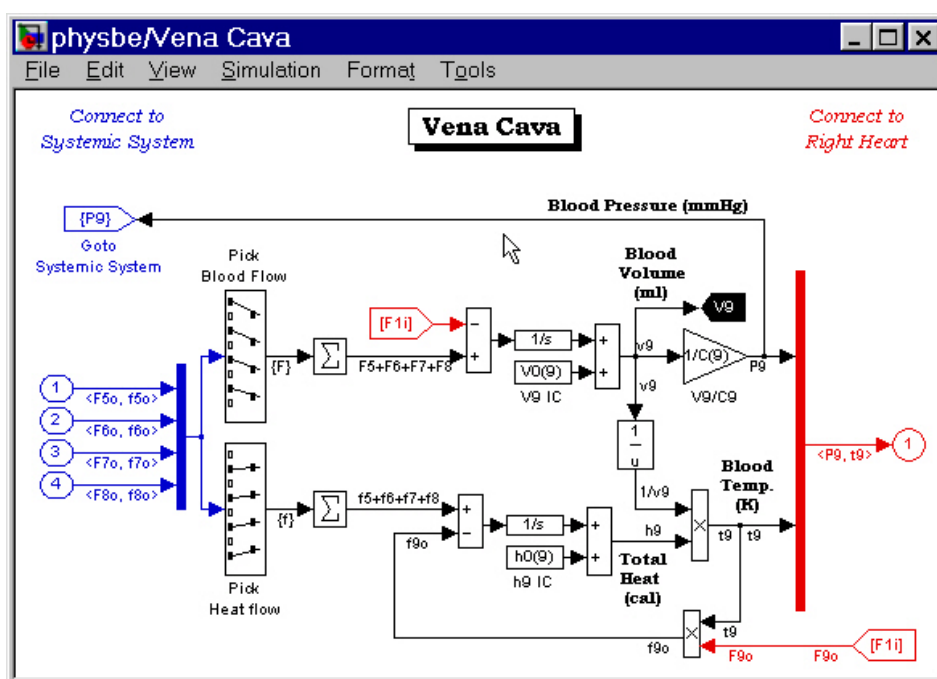 physbe/Vena Cava
File Edit View Simulation Format Tools
Connect to
Systemic System
Vena Cava
Connect to
Right Heart
{P9}
Goto
Systemic System
Blood Pressure (mmHg)
Pick
Blood Flow
Blood
Volume
(ml)
[F1i]
V9
{F}
F5+F6+F7+F8
1/s
V0(9)
V9 IC
v9
v9
1/C(9)
V9/C9
P9
1
<F5o, f5o>
2
<F6o, f6o>
3
<F7o, f7o>
4
<F8o, f8o>
1
u
1/v9
<P9, t9>
1
Blood
Temp.
(K)
{f}
Σ
Σ
f5+f6+f7+f8
f9o
1/s
h0(9)
h9 IC
h9
Total
Heat
(cal)
t9 t9
Pick
Heat flow
t9
f9o
F9o F9o
[F1i]